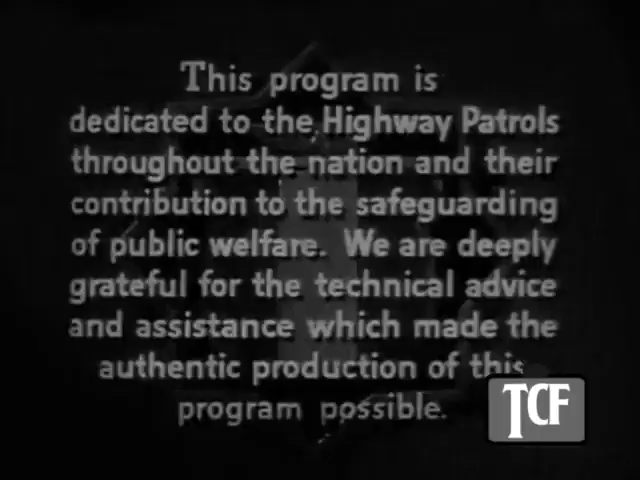 This program is
dedicated to the Highway Patrols
throughout the nation and their
contribution to the safeguarding
of public welfare. We are deeply
grateful for the technical advice
and assistance which made the
authentic production of this
program possible.
TCF